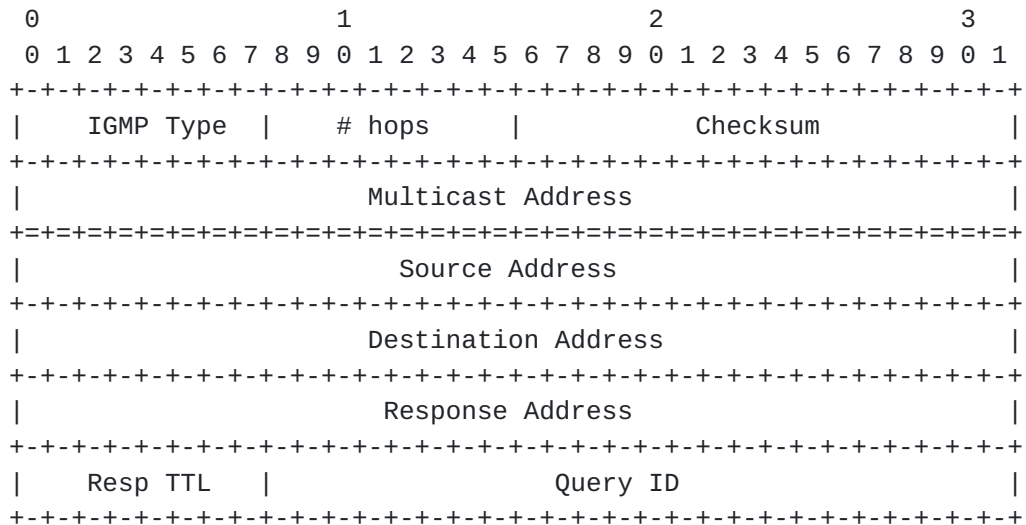 0                   1                   2                   3
 0 1 2 3 4 5 6 7 8 9 0 1 2 3 4 5 6 7 8 9 0 1 2 3 4 5 6 7 8 9 0 1
+-+-+-+-+-+-+-+-+-+-+-+-+-+-+-+-+-+-+-+-+-+-+-+-+-+-+-+-+-+-+-+-+
|    IGMP Type  |    # hops     |           Checksum            |
+-+-+-+-+-+-+-+-+-+-+-+-+-+-+-+-+-+-+-+-+-+-+-+-+-+-+-+-+-+-+-+-+
|                      Multicast Address                        |
+=+=+=+=+=+=+=+=+=+=+=+=+=+=+=+=+=+=+=+=+=+=+=+=+=+=+=+=+=+=+=+=+
|                        Source Address                         |
+-+-+-+-+-+-+-+-+-+-+-+-+-+-+-+-+-+-+-+-+-+-+-+-+-+-+-+-+-+-+-+-+
|                      Destination Address                      |
+-+-+-+-+-+-+-+-+-+-+-+-+-+-+-+-+-+-+-+-+-+-+-+-+-+-+-+-+-+-+-+-+
|                       Response Address                        |
+-+-+-+-+-+-+-+-+-+-+-+-+-+-+-+-+-+-+-+-+-+-+-+-+-+-+-+-+-+-+-+-+
|    Resp TTL   |                  Query ID                     |
+-+-+-+-+-+-+-+-+-+-+-+-+-+-+-+-+-+-+-+-+-+-+-+-+-+-+-+-+-+-+-+-+